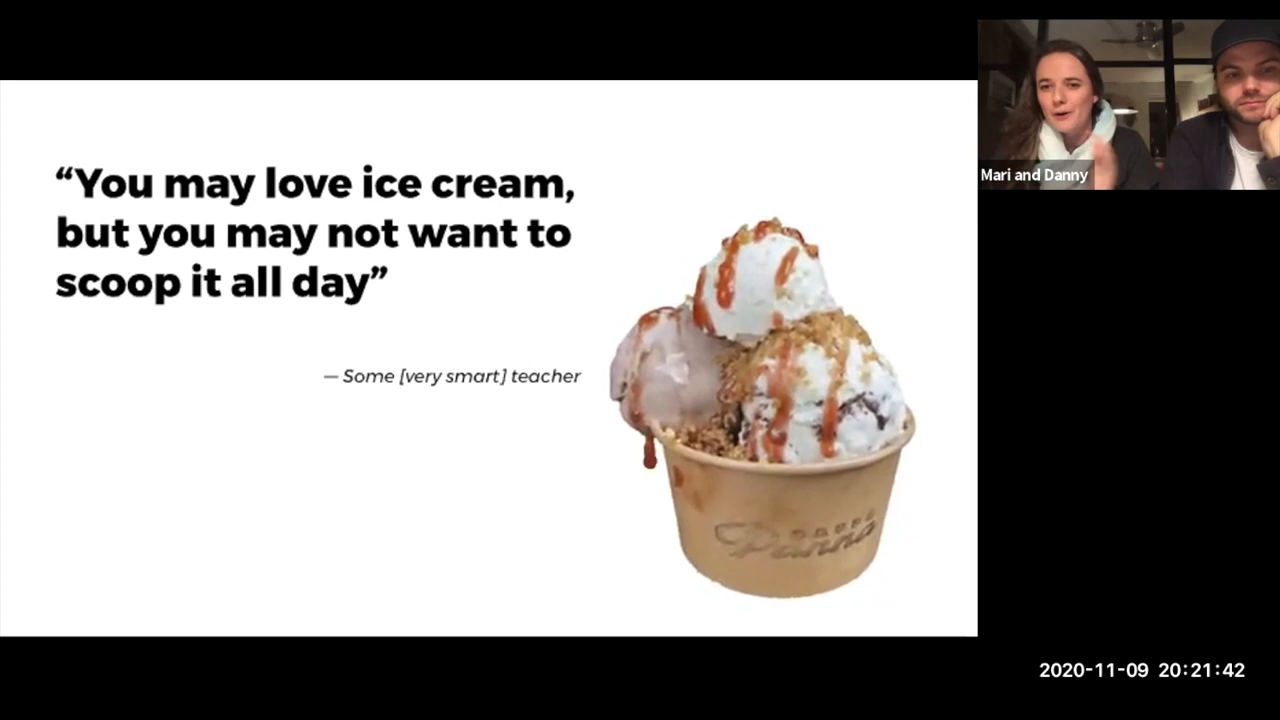 “You may love ice cream,
but you may not want to
scoop it all day”
— Some [very smart] teacher
Panna
Mari and Danny
2020-11-09 20:21:42